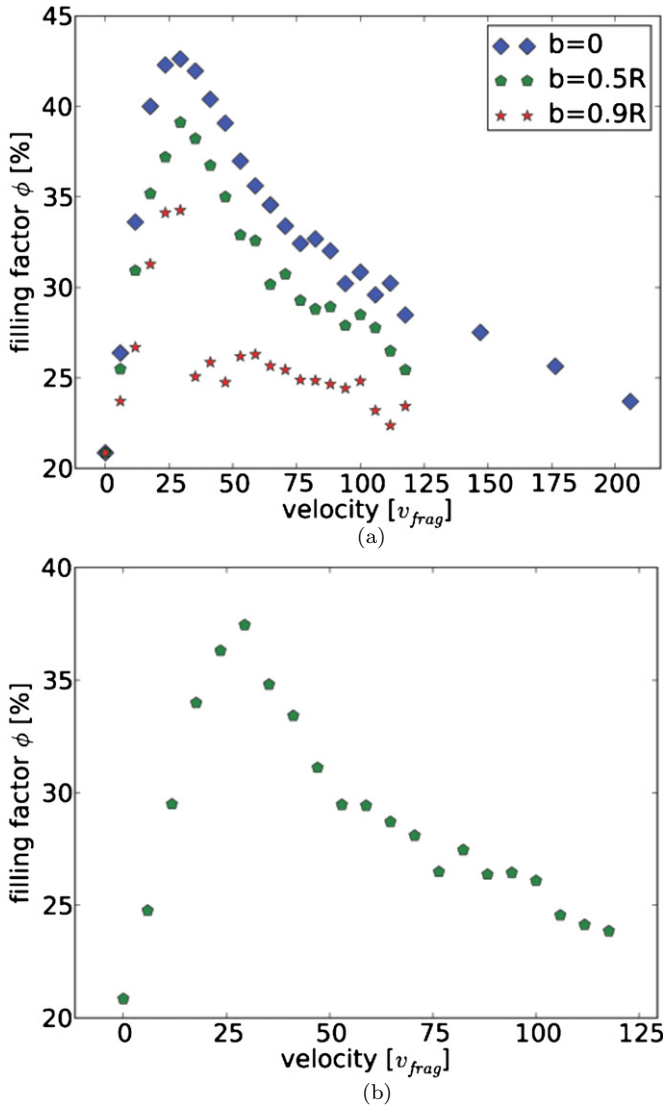 45
40
35
30
25
20
filling factor ϕ [%]
b=0
b=0.5R
b=0.9R
0 25 50 75 100 125 150 175 200
velocity [v_frag]
(a)
40
35
30
25
20
filling factor ϕ [%]
0 25 50 75 100 125
velocity [v_frag]
(b)